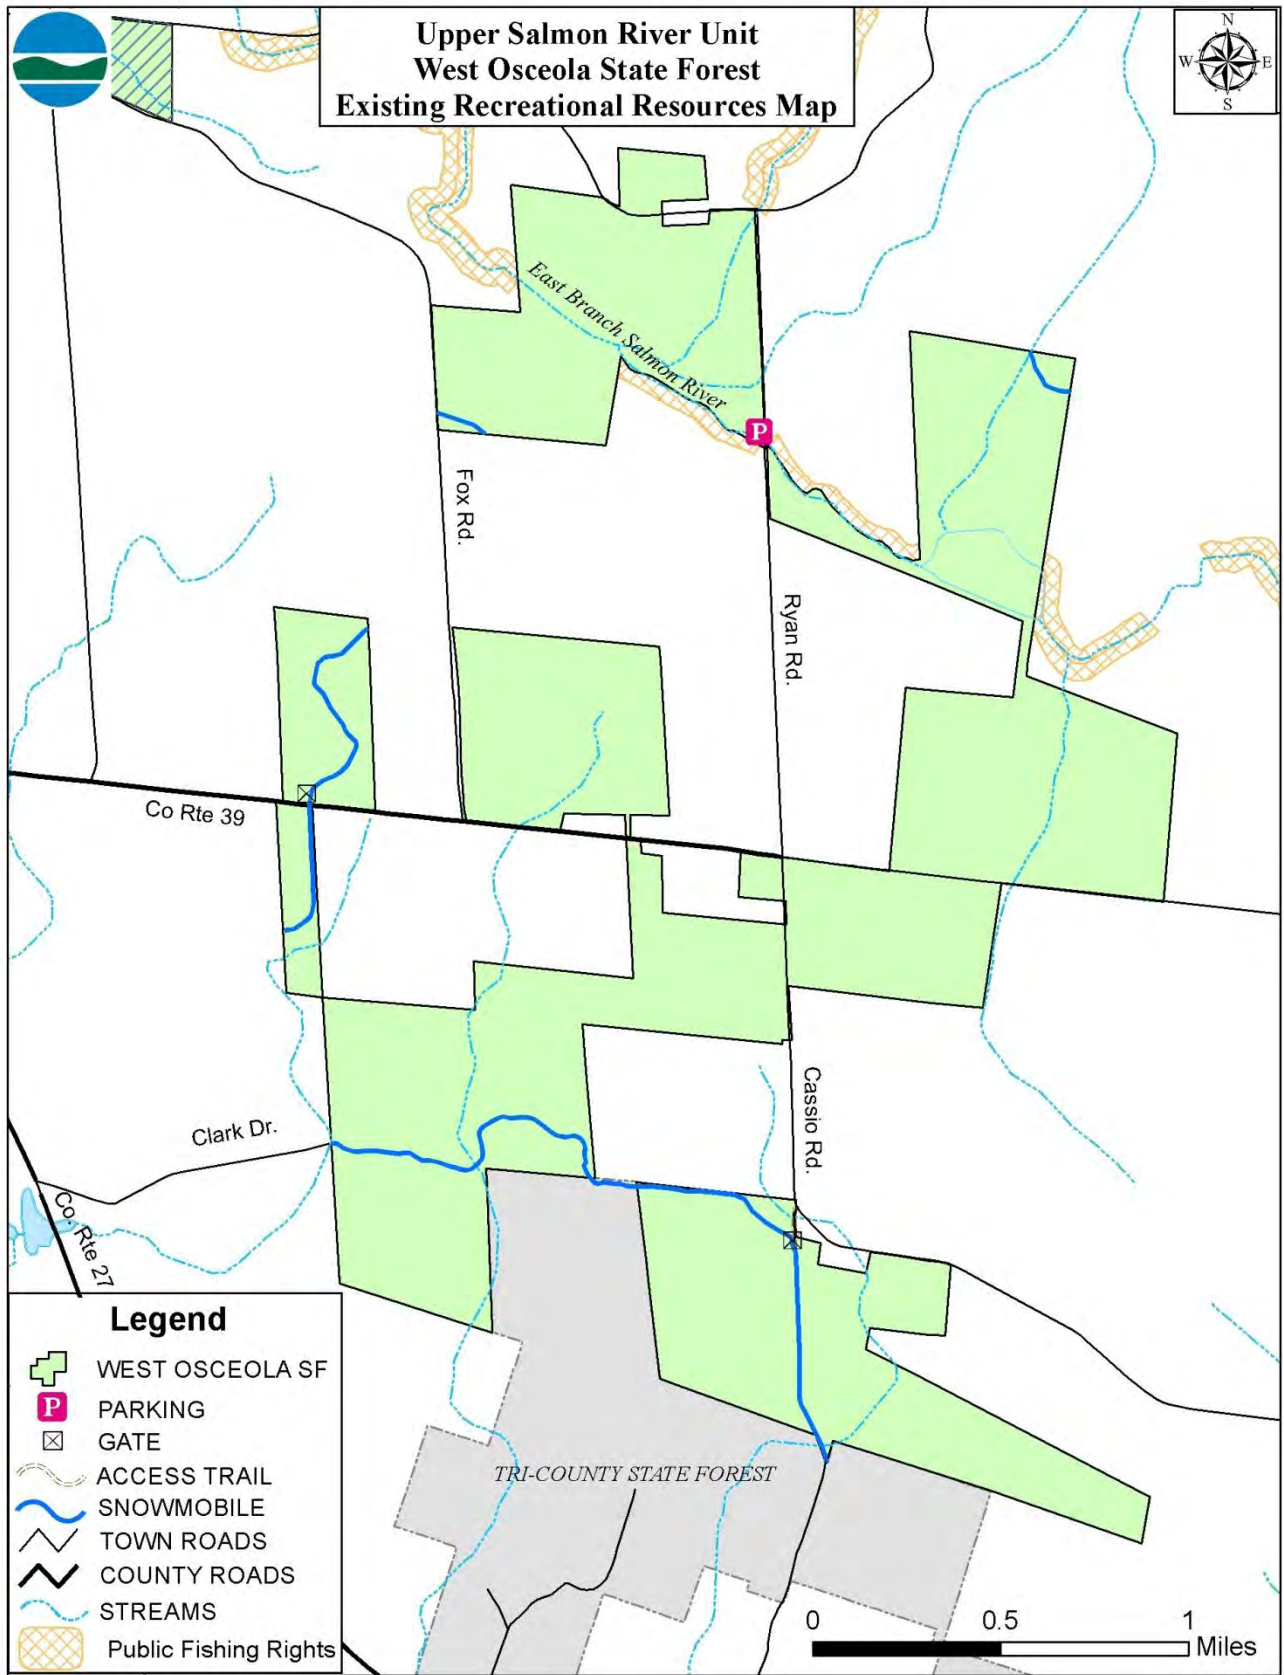 Upper Salmon River Unit
West Osceola State Forest
Existing Recreational Resources Map
N
W
E
S
East Branch Salmon River
P
Fox Rd.
Ryan Rd.
Co Rte 39
Cassio Rd.
Clark Dr.
Co. Rte 27
TRI-COUNTY STATE FOREST
Legend
WEST OSCEOLA SF
P PARKING
GATE
ACCESS TRAIL
SNOWMOBILE
TOWN ROADS
COUNTY ROADS
STREAMS
Public Fishing Rights
0 0.5 1
Miles